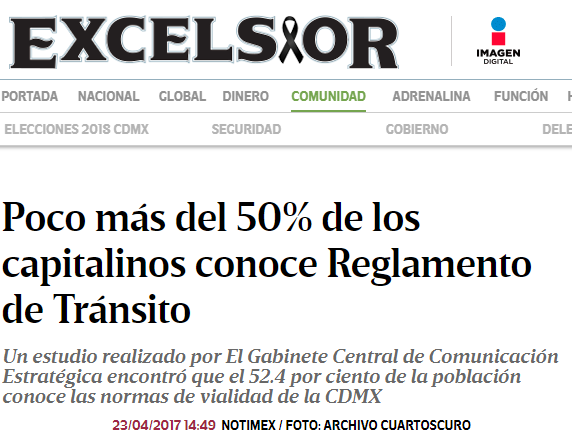 EXCELSIOR
IMAGEN
DIGITAL
PORTADA NACIONAL GLOBAL DINERO COMUNIDAD ADRENALINA FUNCIÓN H
ELECCIONES 2018 CDMX SEGURIDAD GOBIERNO DELE
Poco más del 50% de los
capitalinos conoce Reglamento
de Tránsito
Un estudio realizado por El Gabinete Central de Comunicación
Estratégica encontró que el 52.4 por ciento de la población
conoce las normas de vialidad de la CDMX
23/04/2017 14:49 NOTIMEX / FOTO: ARCHIVO CUARTOSCURO